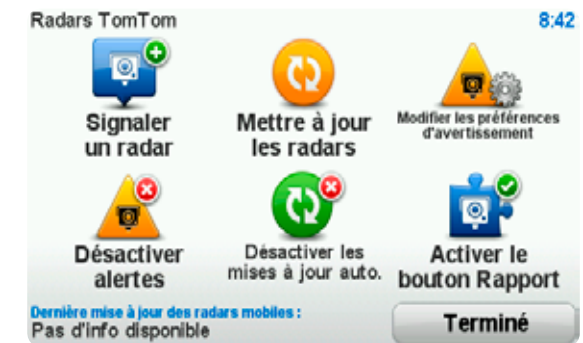 Radars TomTom
8:42
Signaler
un radar
Mettre à jour
les radars
Modifier les préférences
d'avertissement
Désactiver
alertes
Désactiver les
mises à jour auto.
Activer le
bouton Rapport
Dernière mise à jour des radars mobiles :
Pas d'info disponible
Terminé